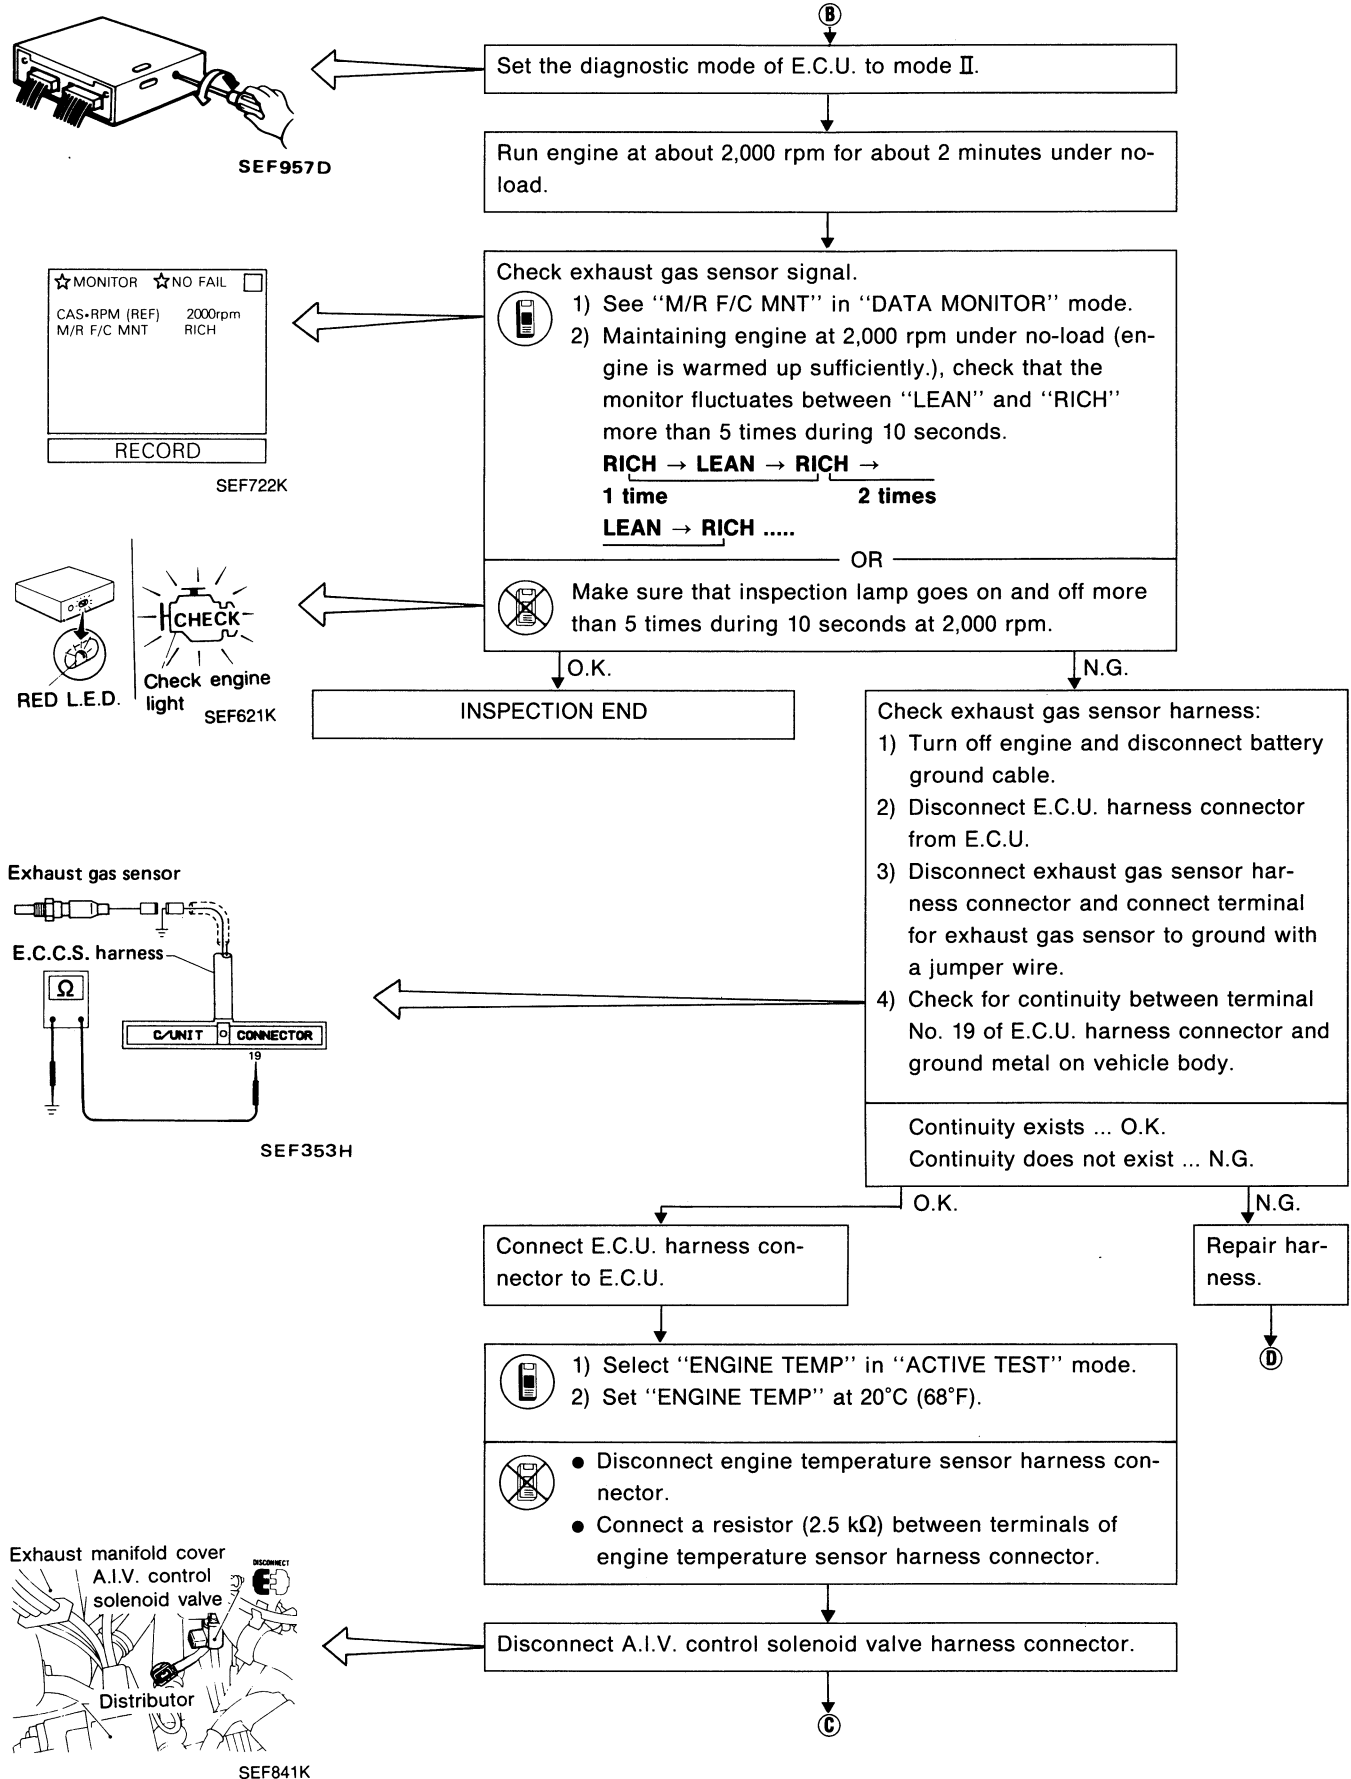 B
Set the diagnostic mode of E.C.U. to mode Ⅱ.
SEF957D
Run engine at about 2,000 rpm for about 2 minutes under no-
load.
☆MONITOR ☆NO FAIL
CAS•RPM (REF) 2000rpm
M/R F/C MNT RICH
RECORD
SEF722K
Check exhaust gas sensor signal.
1) See ‘‘M/R F/C MNT’’ in ‘‘DATA MONITOR’’ mode.
2) Maintaining engine at 2,000 rpm under no-load (en-
gine is warmed up sufficiently.), check that the
monitor fluctuates between ‘‘LEAN’’ and ‘‘RICH’’
more than 5 times during 10 seconds.
RICH → LEAN → RICH →
1 time 2 times
LEAN → RICH .....
OR
Make sure that inspection lamp goes on and off more
than 5 times during 10 seconds at 2,000 rpm.
CHECK
RED L.E.D.
Check engine
light
SEF621K
O.K.
N.G.
INSPECTION END
Check exhaust gas sensor harness:
1) Turn off engine and disconnect battery
ground cable.
2) Disconnect E.C.U. harness connector
from E.C.U.
3) Disconnect exhaust gas sensor har-
ness connector and connect terminal
for exhaust gas sensor to ground with
a jumper wire.
4) Check for continuity between terminal
No. 19 of E.C.U. harness connector and
ground metal on vehicle body.
Continuity exists ... O.K.
Continuity does not exist ... N.G.
Exhaust gas sensor
E.C.C.S. harness
Ω
C/UNIT CONNECTOR
19
SEF353H
O.K.
N.G.
Connect E.C.U. harness con-
nector to E.C.U.
Repair har-
ness.
D
1) Select ‘‘ENGINE TEMP’’ in ‘‘ACTIVE TEST’’ mode.
2) Set ‘‘ENGINE TEMP’’ at 20°C (68°F).
● Disconnect engine temperature sensor harness con-
nector.
● Connect a resistor (2.5 kΩ) between terminals of
engine temperature sensor harness connector.
Exhaust manifold cover
A.I.V. control
solenoid valve
DISCONNECT
Distributor
SEF841K
Disconnect A.I.V. control solenoid valve harness connector.
C